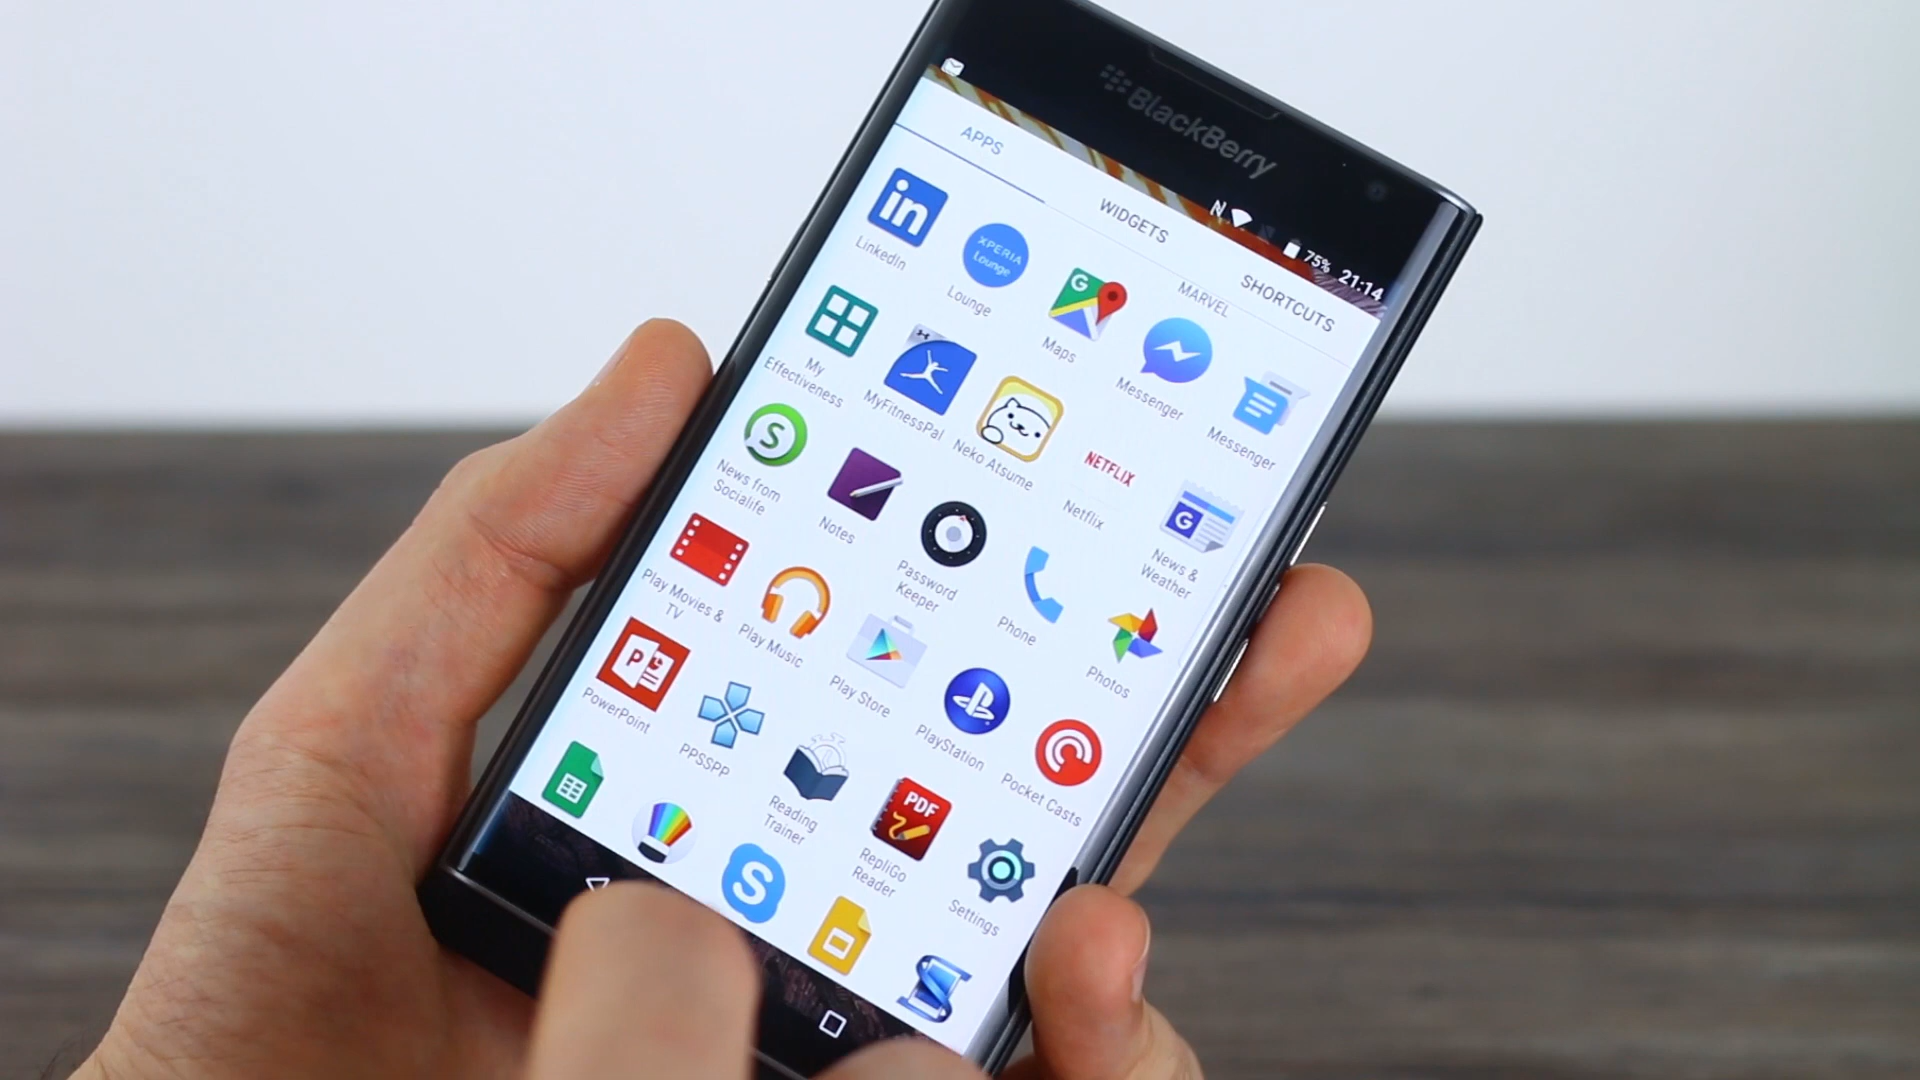 BlackBerry
N
75% 21:14
APPS
WIDGETS
SHORTCUTS
MARVEL
in
XPERIA
Lounge
G
LinkedIn
Lounge
Maps
Messenger
Messenger
NETFLIX
G
My
Effectiveness
MyFitnessPal
Neko Atsume
Netflix
News &
Weather
S
News from
Socialife
Notes
Password
Keeper
Phone
Photos
Play Movies &
TV
Play Music
Play Store
PlayStation
Pocket Casts
P
PDF
PowerPoint
PPSSPP
Reading
Trainer
RepliGo
Reader
Settings
S